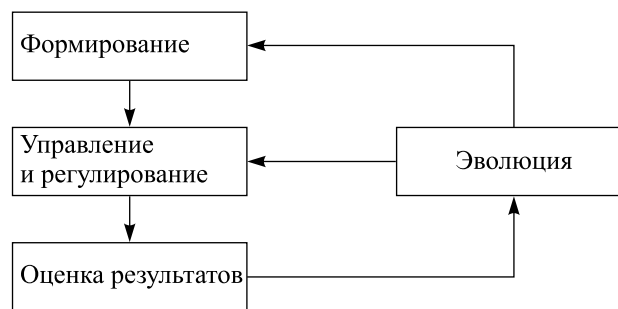 Формирование
Управление
и регулирование
Эволюция
Оценка результатов